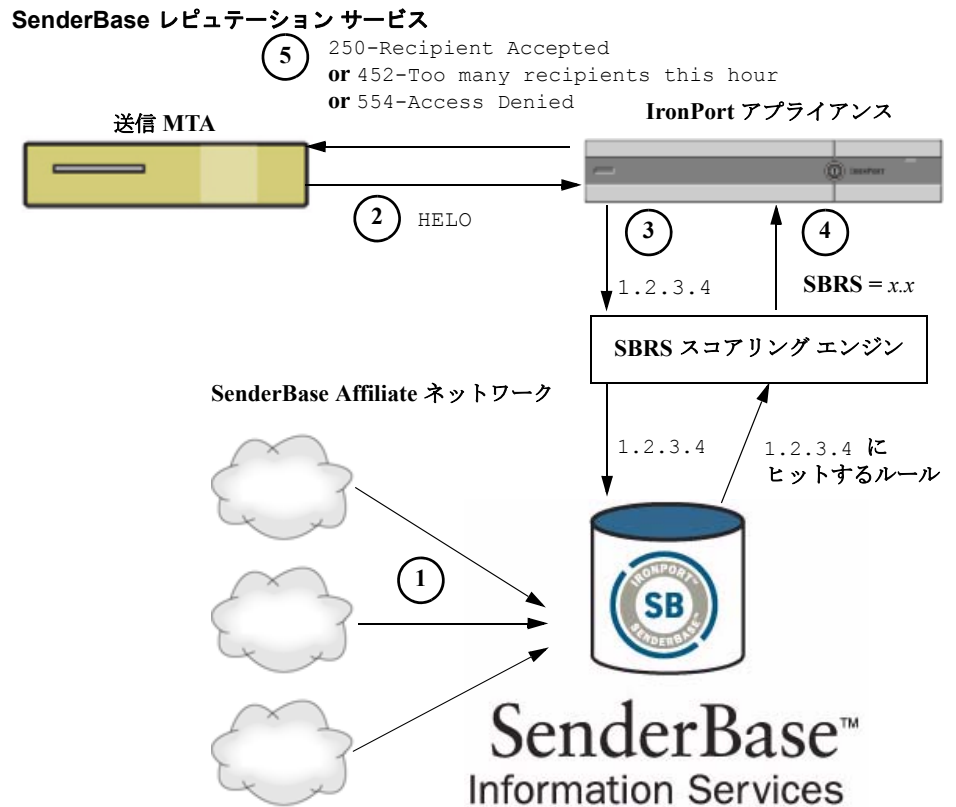 SenderBase レピュテーション サービス
5
250-Recipient Accepted
or 452-Too many recipients this hour
or 554-Access Denied
送信 MTA
IronPort アプライアンス
IRONPORT
2
HELO
3
4
1.2.3.4
SBRS = x.x
SBRS スコアリング エンジン
SenderBase Affiliate ネットワーク
1.2.3.4
1.2.3.4 に
ヒットするルール
1
IRONPORT™
SB
SENDERBASE™
SenderBase™
Information Services